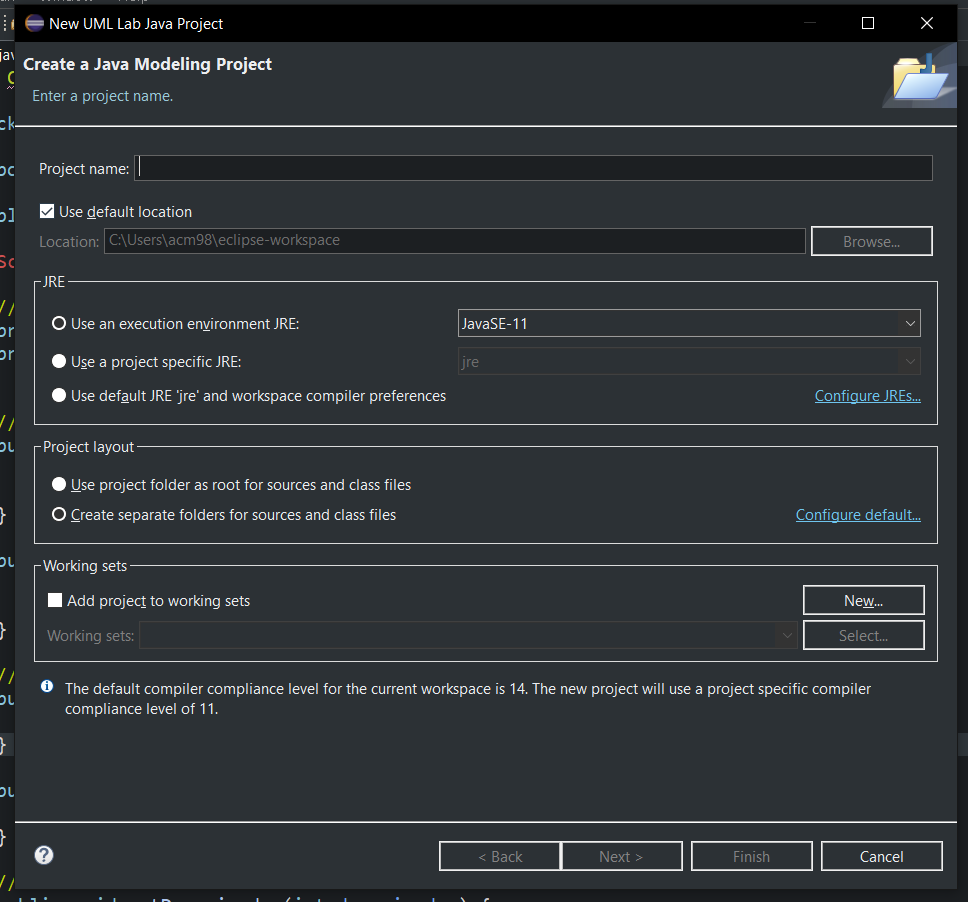 New UML Lab Java Project
Create a Java Modeling Project
Enter a project name.
Project name:
Use default location
Location: C:\Users\acm98\eclipse-workspace Browse...
JRE
Use an execution environment JRE: JavaSE-11
Use a project specific JRE: jre
Use default JRE 'jre' and workspace compiler preferences Configure JREs...
Project layout
Use project folder as root for sources and class files
Create separate folders for sources and class files Configure default...
Working sets
Add project to working sets New...
Working sets: Select...
The default compiler compliance level for the current workspace is 14. The new project will use a project specific compiler
compliance level of 11.
< Back Next > Finish Cancel